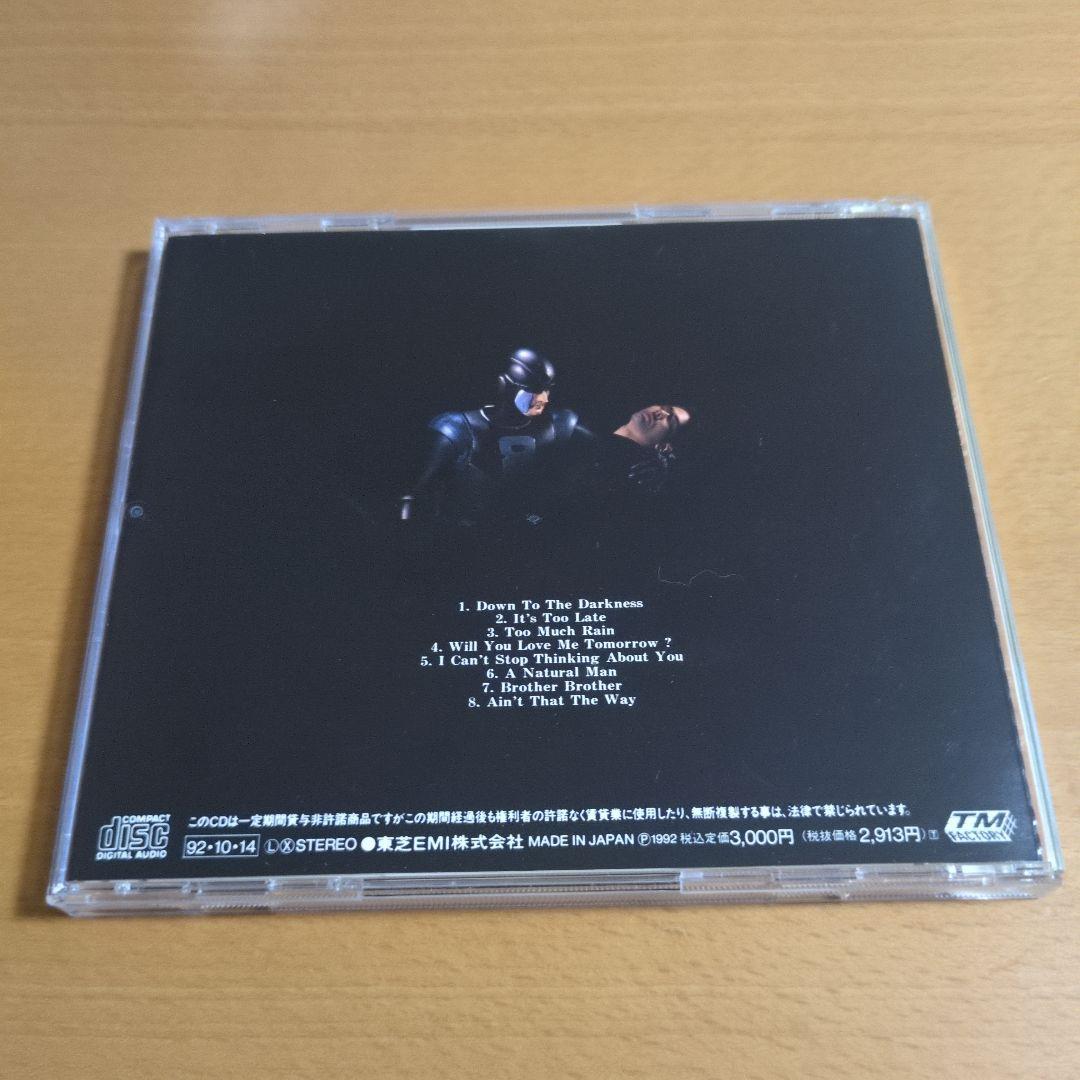 1. Down To The Darkness
2. It's Too Late
3. Too Much Rain
4. Will You Love Me Tomorrow ?
5. I Can't Stop Thinking About You
6. A Natural Man
7. Brother Brother
8. Ain't That The Way
このCDは一定期間貸与非許諾商品ですがこの期間経過後も権利者の許諾なく賃貸業に使用したり、無断複製する事は、法律で禁じられています。
COMPACT
disc
DIGITAL AUDIO
92・10・14 Ⓛ Ⓧ STEREO ●東芝EMI株式会社 MADE IN JAPAN Ⓟ1992 税込定価3,000円 (税抜価格 2,913円) Ⓣ
TM
FACTORY